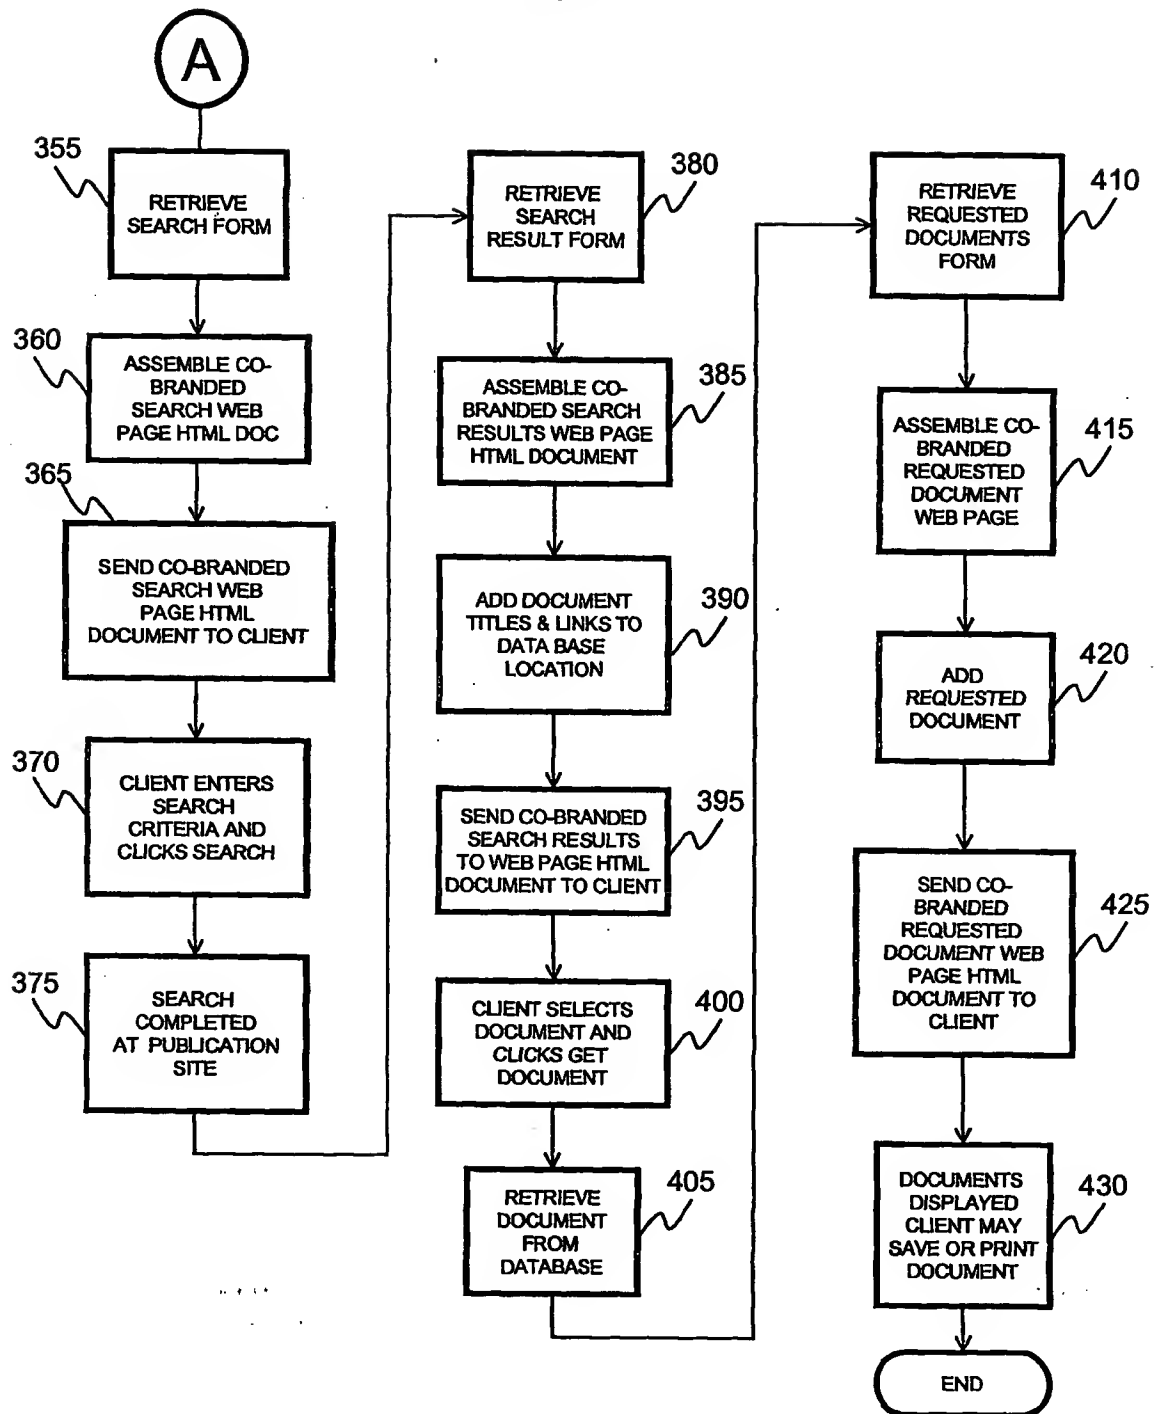 A
355
RETRIEVE
SEARCH FORM
360
ASSEMBLE CO-
BRANDED
SEARCH WEB
PAGE HTML DOC
365
SEND CO-BRANDED
SEARCH WEB
PAGE HTML
DOCUMENT TO CLIENT
370
CLIENT ENTERS
SEARCH
CRITERIA AND
CLICKS SEARCH
375
SEARCH
COMPLETED
AT PUBLICATION
SITE
380
RETRIEVE
SEARCH
RESULT FORM
385
ASSEMBLE CO-
BRANDED SEARCH
RESULTS WEB PAGE
HTML DOCUMENT
390
ADD DOCUMENT
TITLES & LINKS TO
DATA BASE
LOCATION
395
SEND CO-BRANDED
SEARCH RESULTS
TO WEB PAGE HTML
DOCUMENT TO CLIENT
400
CLIENT SELECTS
DOCUMENT AND
CLICKS GET
DOCUMENT
405
RETRIEVE
DOCUMENT
FROM
DATABASE
410
RETRIEVE
REQUESTED
DOCUMENTS
FORM
415
ASSEMBLE CO-
BRANDED
REQUESTED
DOCUMENT
WEB PAGE
420
ADD
REQUESTED
DOCUMENT
425
SEND CO-
BRANDED
REQUESTED
DOCUMENT WEB
PAGE HTML
DOCUMENT TO
CLIENT
430
DOCUMENTS
DISPLAYED
CLIENT MAY
SAVE OR PRINT
DOCUMENT
END